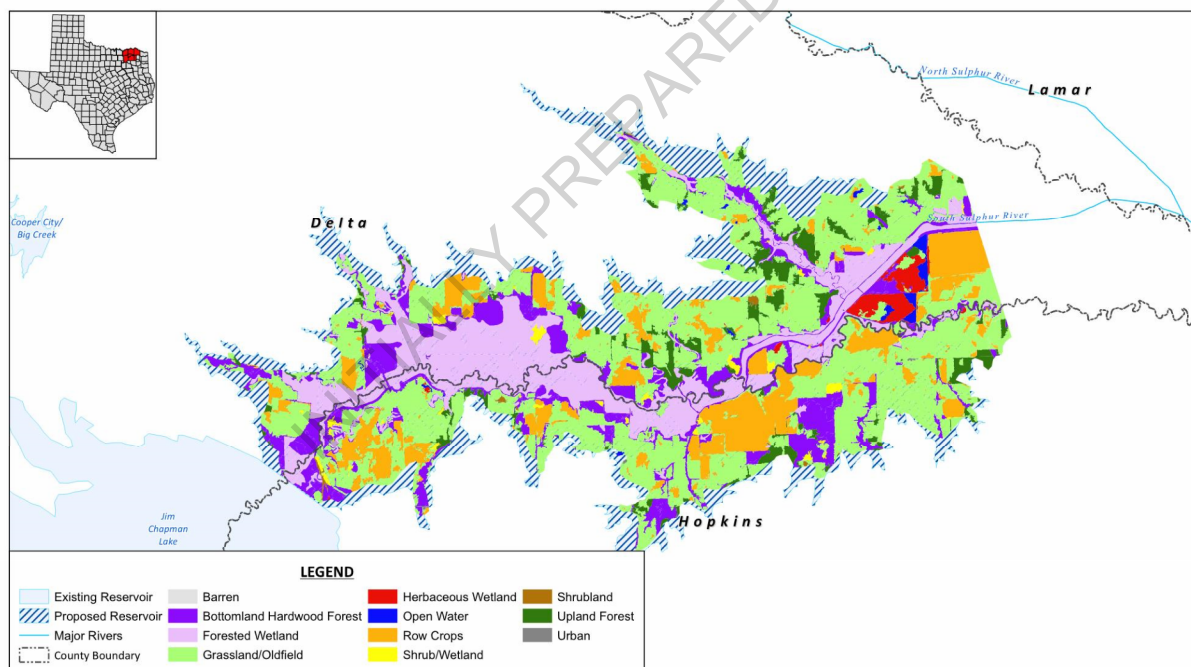 INITIALLY PREPARED
North Sulphur River
Lamar
Cooper City/
Big Creek
Delta
South Sulphur River
Jim
Chapman
Lake
Hopkins
LEGEND
Existing Reservoir
Proposed Reservoir
Major Rivers
County Boundary
Barren
Bottomland Hardwood Forest
Forested Wetland
Grassland/Oldfield
Herbaceous Wetland
Open Water
Row Crops
Shrub/Wetland
Shrubland
Upland Forest
Urban